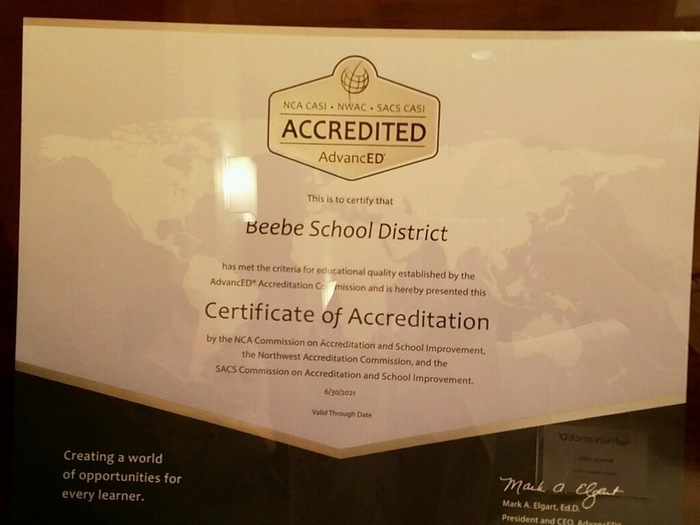 NCA CASI • NWAC • SACS CASI
ACCREDITED
AdvancED®
This is to certify that
Beebe School District
has met the criteria for educational quality established by the
AdvancED® Accreditation Commission and is hereby presented this
Certificate of Accreditation
by the NCA Commission on Accreditation and School Improvement,
the Northwest Accreditation Commission, and the
SACS Commission on Accreditation and School Improvement.
6/30/2021
Valid Through Date
Creating a world
of opportunities for
every learner.
Mark A. Elgart
Mark A. Elgart, Ed.D.
President and CEO, AdvancED